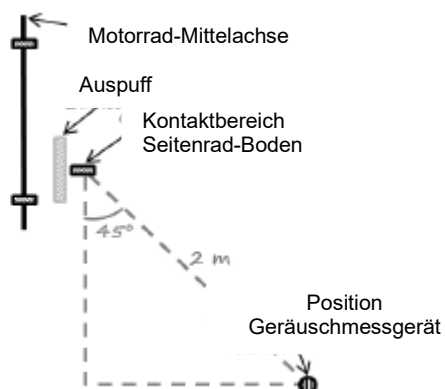 Motorrad-Mittelachse
Auspuff
Kontaktbereich
Seitenrad-Boden
45°
2 m
Position
Geräuschmessgerät